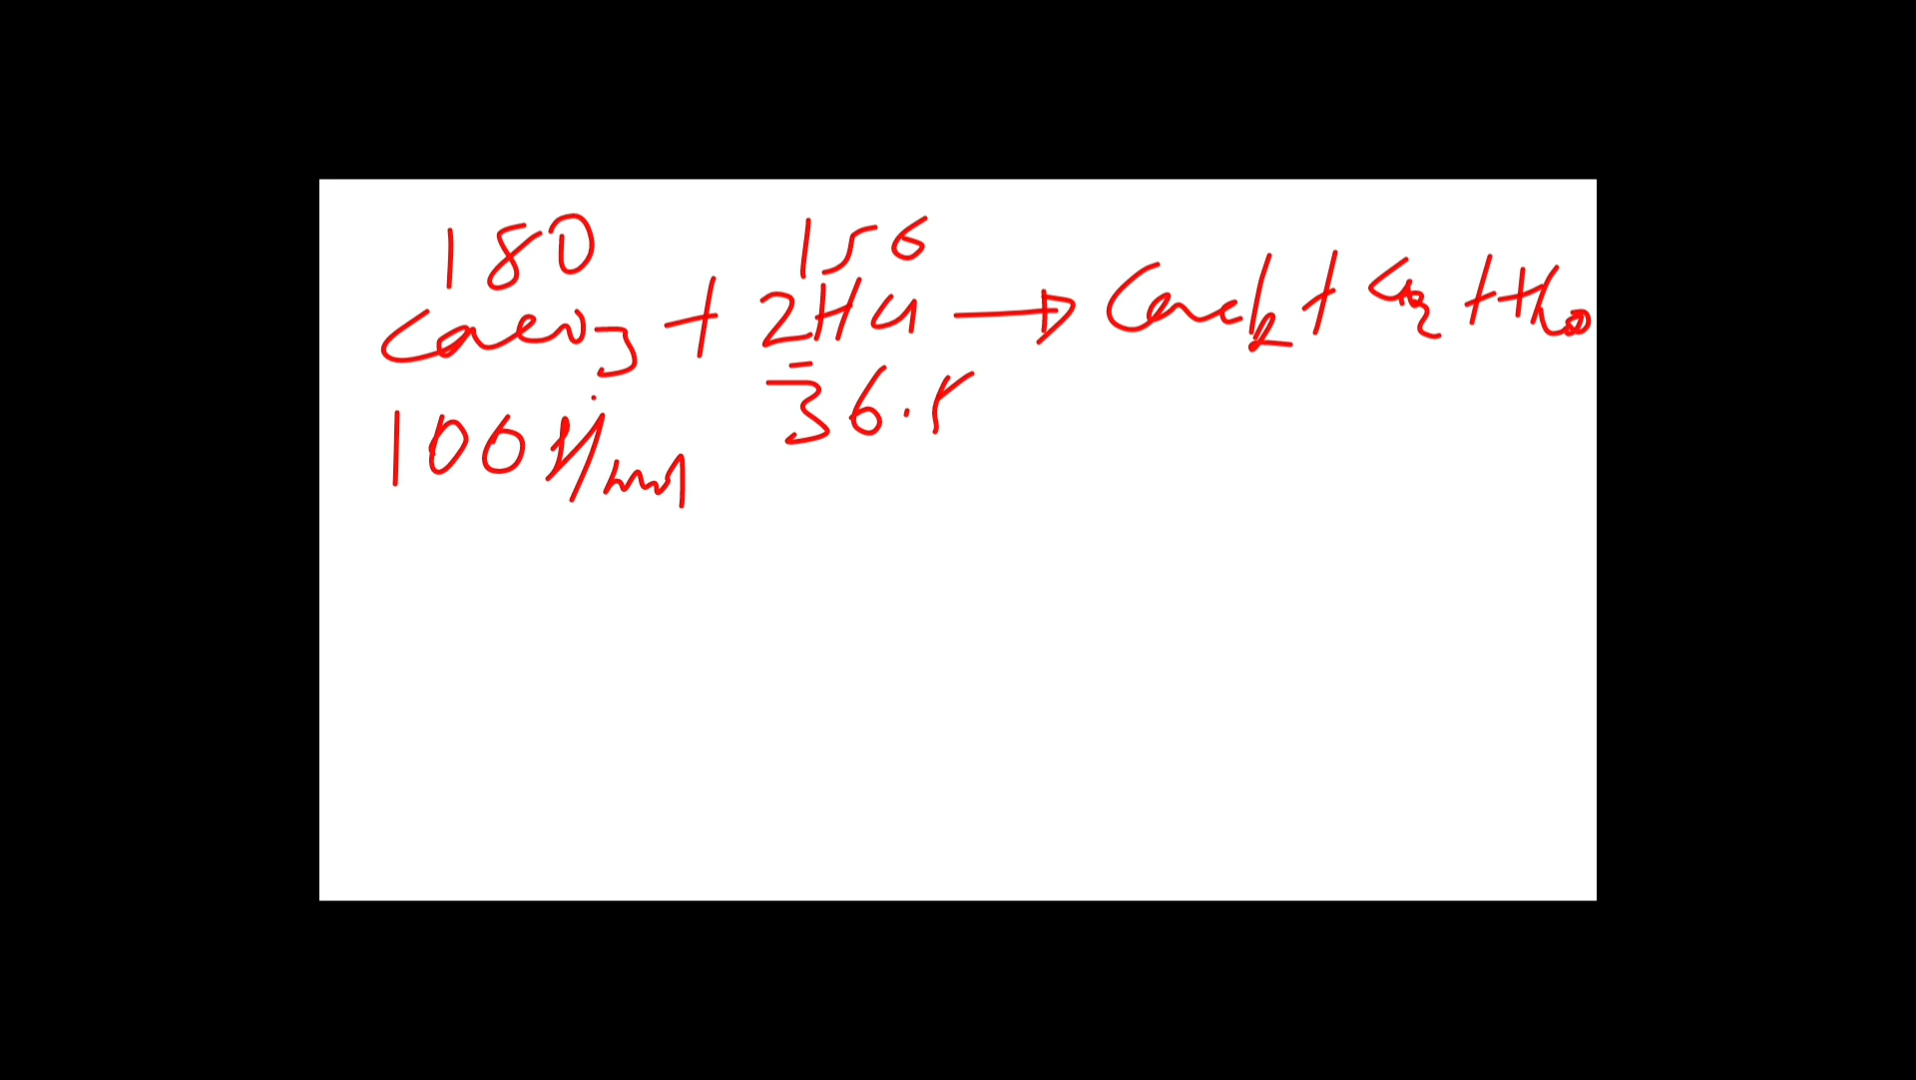 180 156
CaCO3 + 2HCl → CaCl2 + CO2 + H2O
100 g/mol 36.5